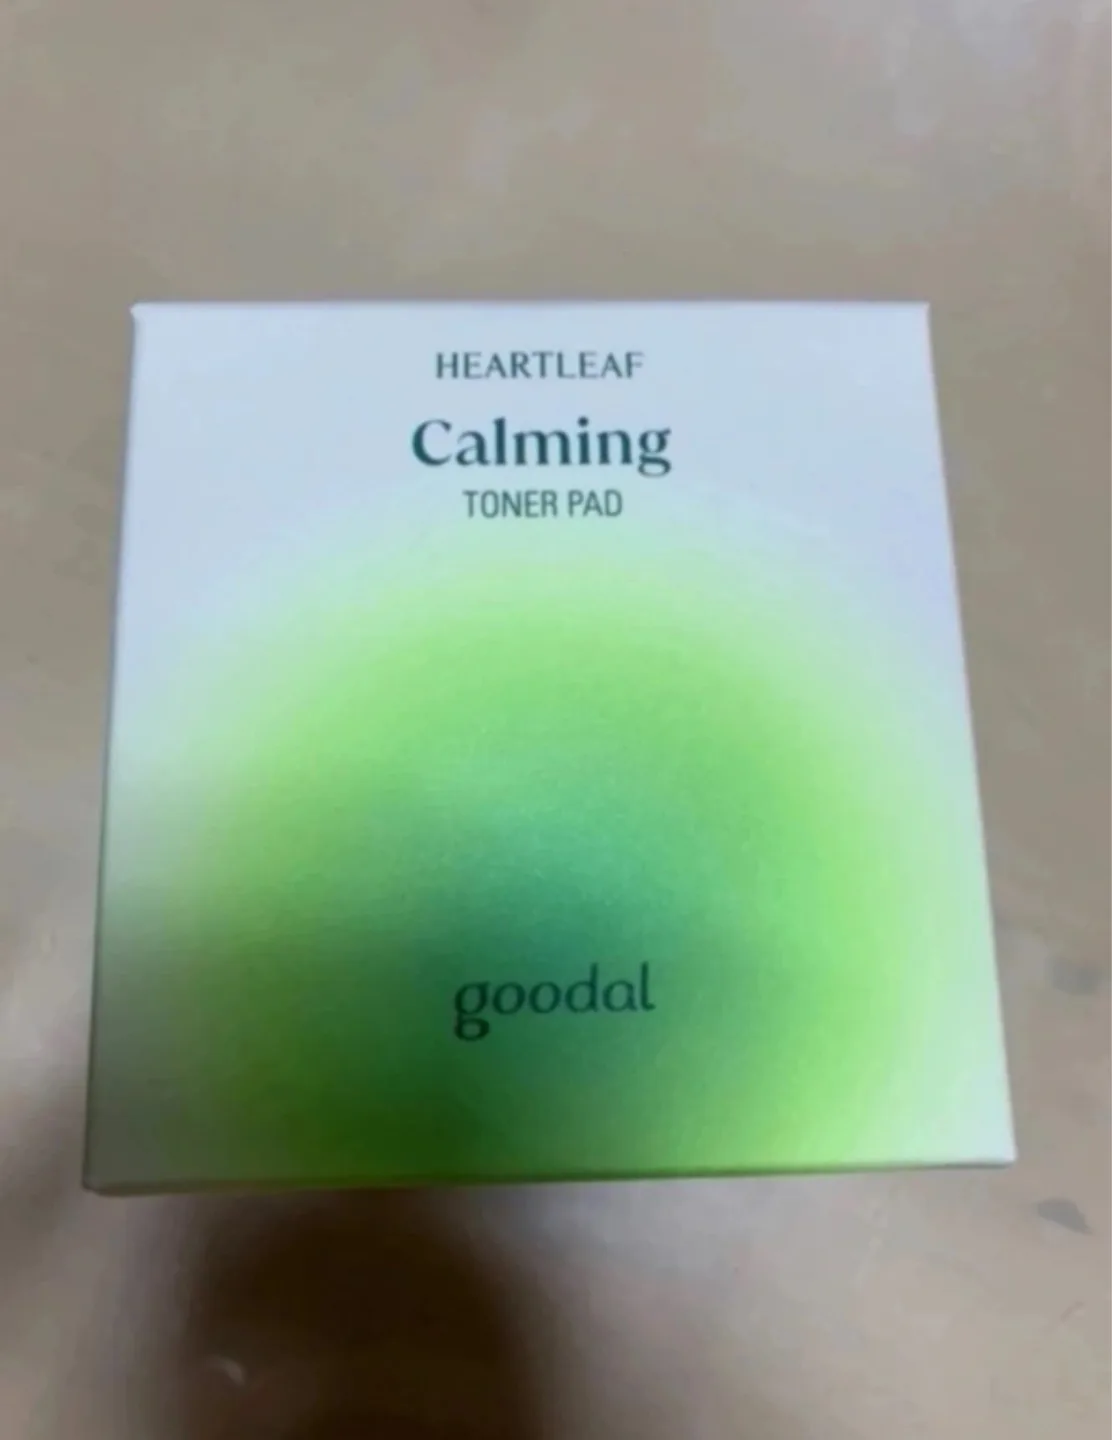 HEARTLEAF
Calming
TONER PAD
goodal